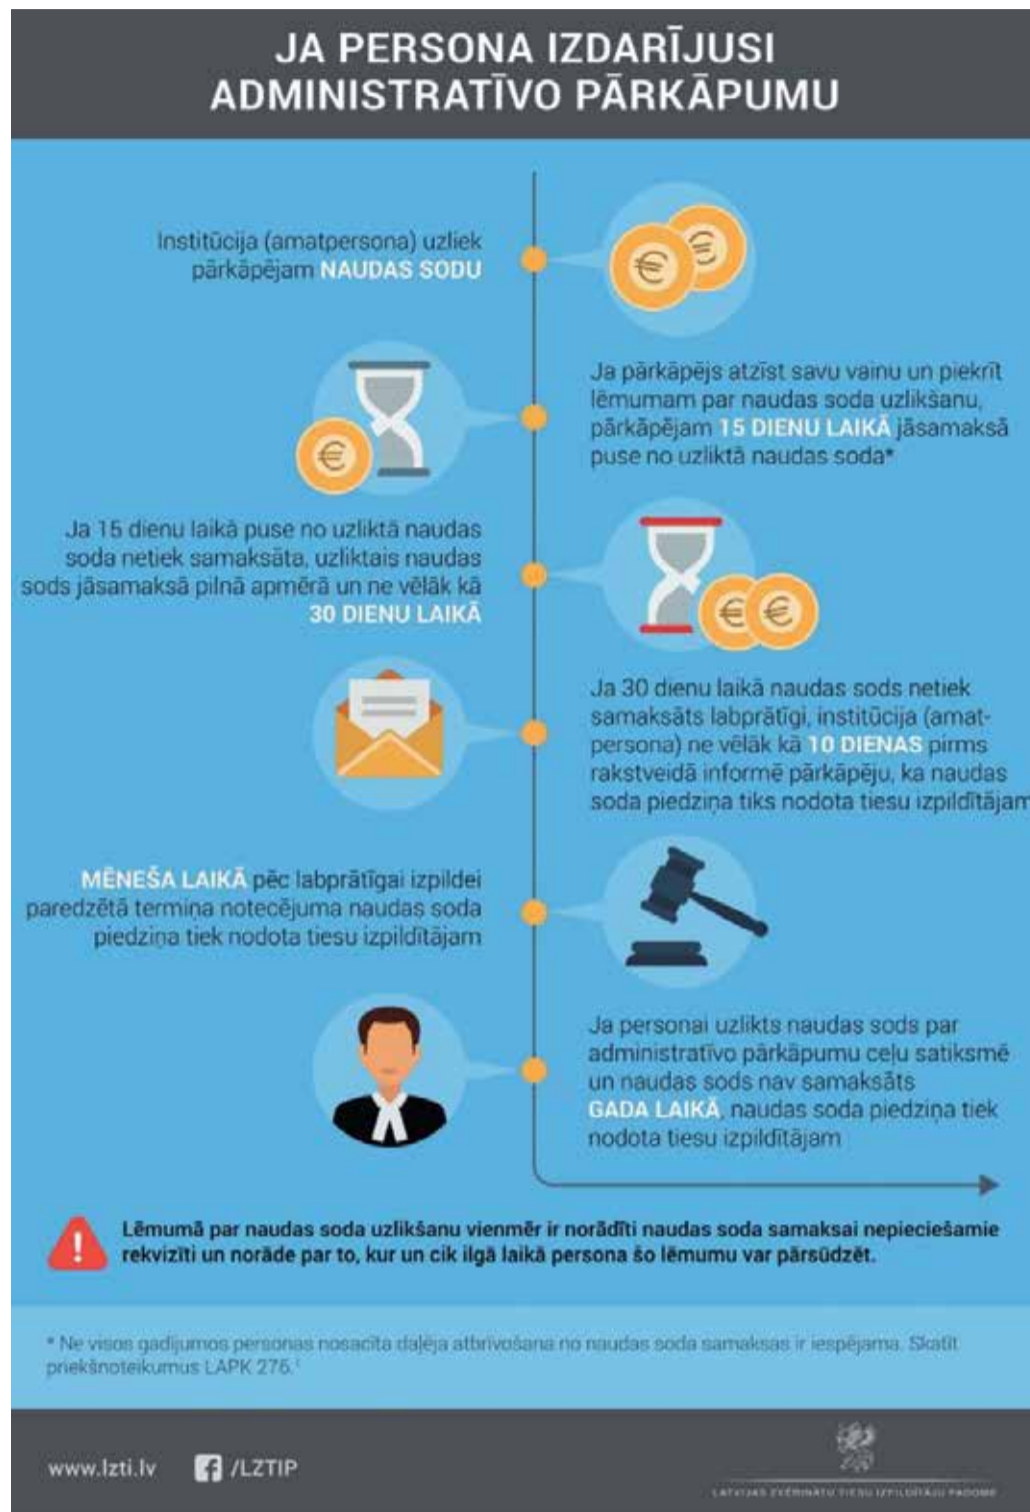 JA PERSONA IZDARĪJUSI
ADMINISTRATĪVO PĀRKĀPUMU
Institūcija (amatpersona) uzliek
pārkāpējam NAUDAS SODU
Ja pārkāpējs atzīst savu vainu un piekrīt
lēmumam par naudas soda uzlikšanu,
pārkāpējam 15 DIENU LAIKĀ jāsamaksā
puse no uzliktā naudas soda*
Ja 15 dienu laikā puse no uzliktā naudas
soda netiek samaksāta, uzliktais naudas
sods jāsamaksā pilnā apmērā un ne vēlāk kā
30 DIENU LAIKĀ
Ja 30 dienu laikā naudas sods netiek
samaksāts labprātīgi, institūcija (amat-
persona) ne vēlāk kā 10 DIENAS pirms
rakstveidā informē pārkāpēju, ka naudas
soda piedziņa tiks nodota tiesu izpildītājam
MĒNEŠA LAIKĀ pēc labprātīgai izpildei
paredzētā termiņa notecējuma naudas soda
piedziņa tiek nodota tiesu izpildītājam
Ja personai uzlikts naudas sods par
administratīvo pārkāpumu ceļu satiksmē
un naudas sods nav samaksāts
GADA LAIKĀ, naudas soda piedziņa tiek
nodota tiesu izpildītājam
Lēmumā par naudas soda uzlikšanu vienmēr ir norādīti naudas soda samaksai nepieciešamie
rekvizīti un norāde par to, kur un cik ilgā laikā persona šo lēmumu var pārsūdzēt.
* Ne visos gadījumos personas nosacīta daļēja atbrīvošana no naudas soda samaksas ir iespējama. Skatīt
priekšnoteikumus LAPK 275.
www.lzti.lv /LZTIP
LATVIJAS ZVĒRINĀTU TIESU IZPILDĪTĀJU PADOME